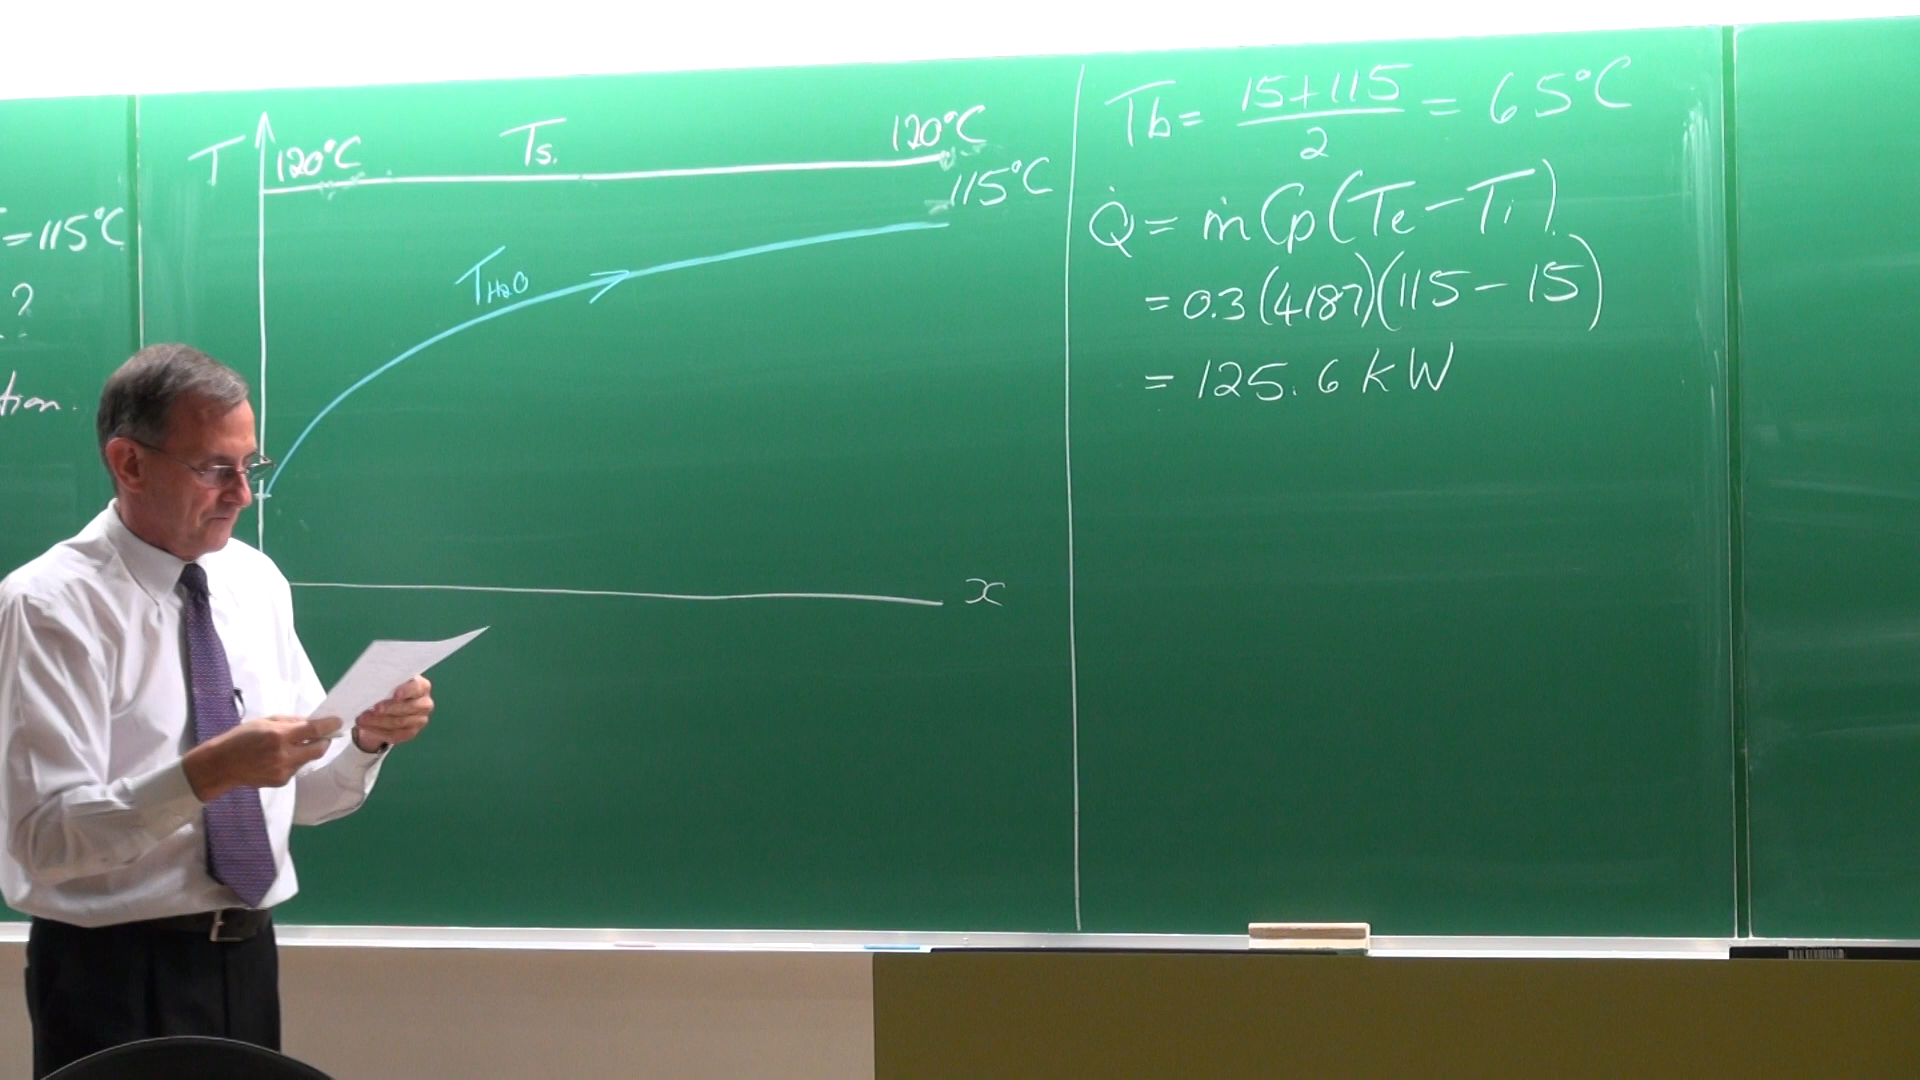 =115°C
?
tion.
T
120°C
Ts.
120°C
115°C
TH₂O
x
Tb = (15+115)/2 = 65°C
Q̇ = ṁ Cp (Te − Ti)
= 0.3 (4187)(115 − 15)
= 125.6 kW